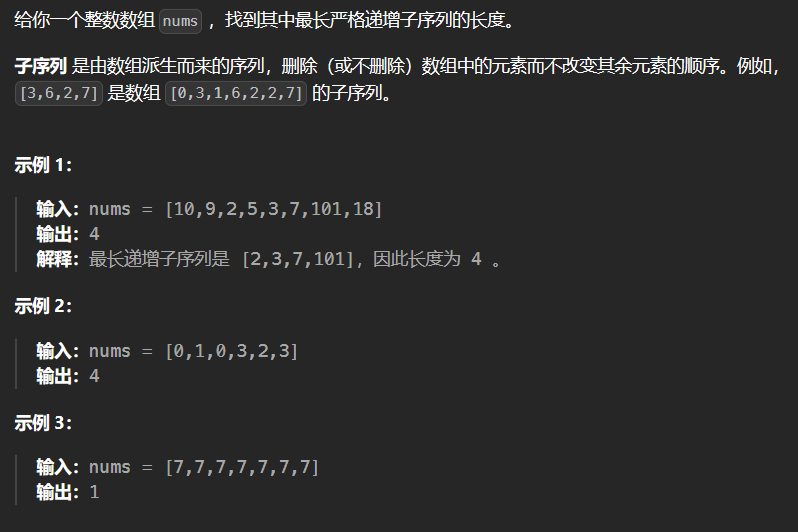 给你一个整数数组 nums ，找到其中最长严格递增子序列的长度。
子序列 是由数组派生而来的序列，删除（或不删除）数组中的元素而不改变其余元素的顺序。例如，
[3,6,2,7] 是数组 [0,3,1,6,2,2,7] 的子序列。
示例 1：
输入：nums = [10,9,2,5,3,7,101,18]
输出：4
解释：最长递增子序列是 [2,3,7,101]，因此长度为 4 。
示例 2：
输入：nums = [0,1,0,3,2,3]
输出：4
示例 3：
输入：nums = [7,7,7,7,7,7,7]
输出：1